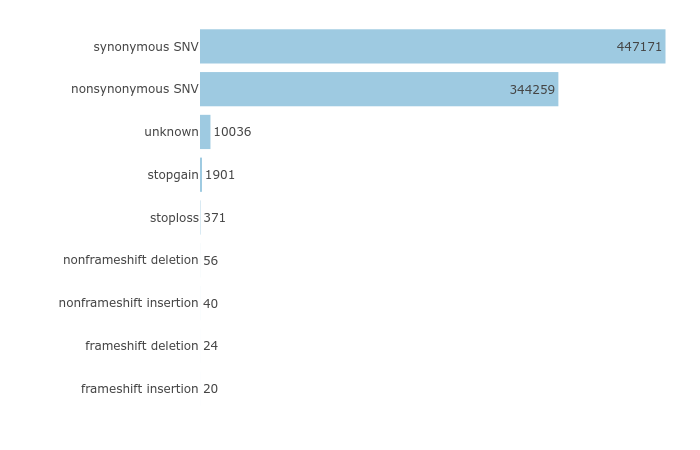 synonymous SNV 447171
nonsynonymous SNV 344259
unknown 10036
stopgain 1901
stoploss 371
nonframeshift deletion 56
nonframeshift insertion 40
frameshift deletion 24
frameshift insertion 20